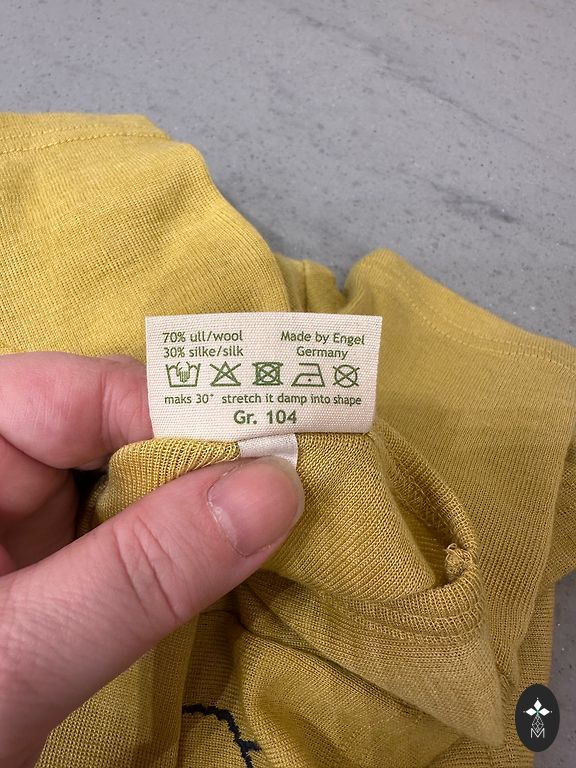 70% ull/wool
30% silke/silk
Made by Engel
Germany
maks 30° stretch it damp into shape
Gr. 104